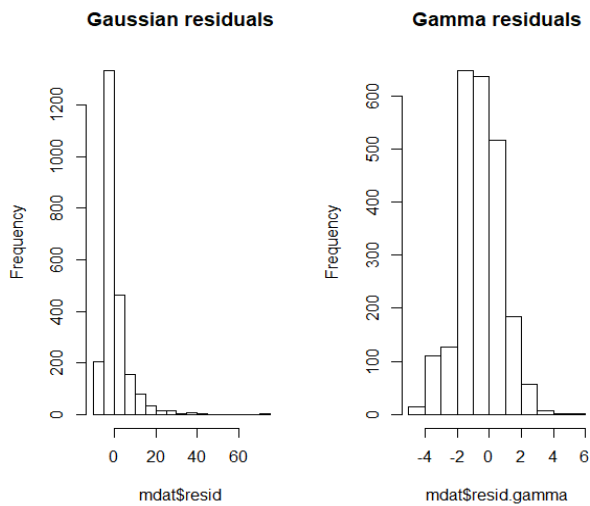 Gaussian residuals
Frequency
0 200 400 600 800 1000 1200
0 20 40 60
mdat$resid
Gamma residuals
Frequency
0 100 200 300 400 500 600
-4 -2 0 2 4 6
mdat$resid.gamma